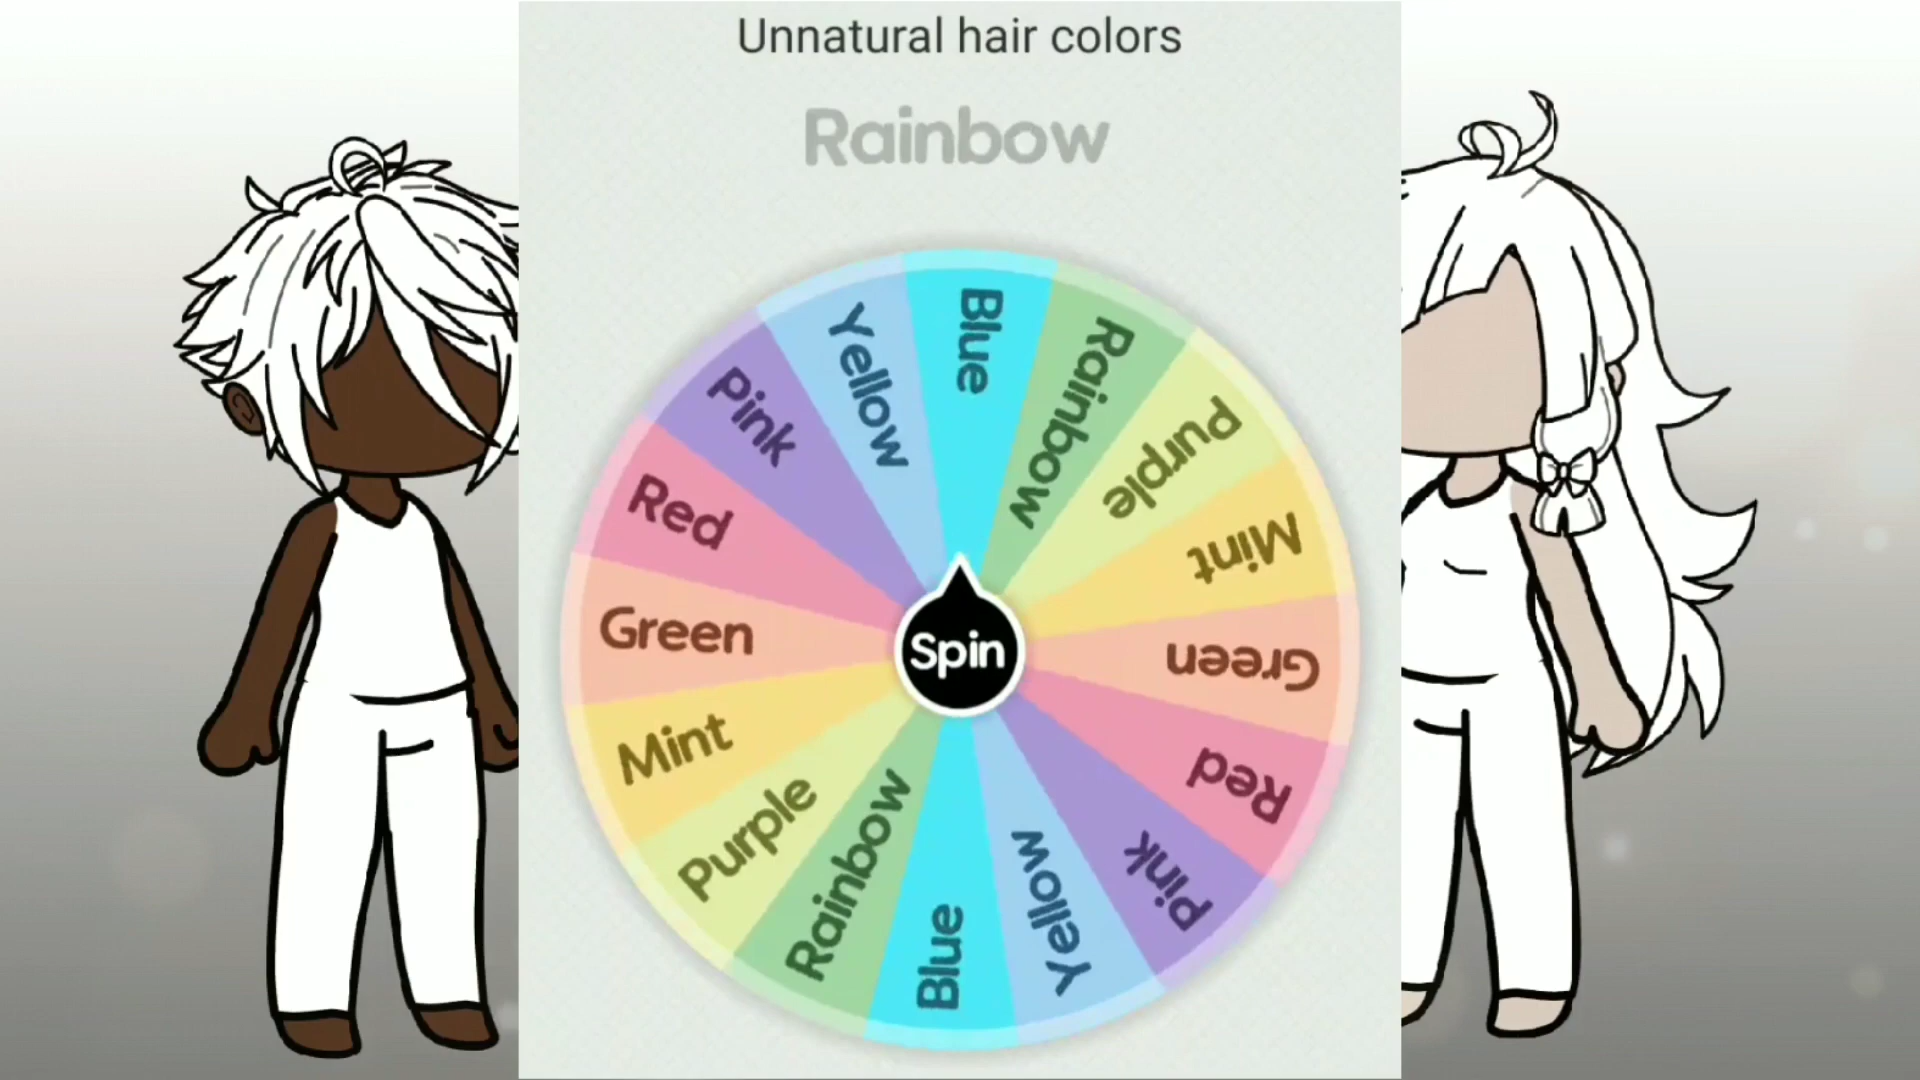 Unnatural hair colors
Rainbow
Blue
Rainbow
Purple
Mint
Green
Red
Pink
Yellow
Blue
Rainbow
Purple
Mint
Green
Red
Pink
Yellow
Spin